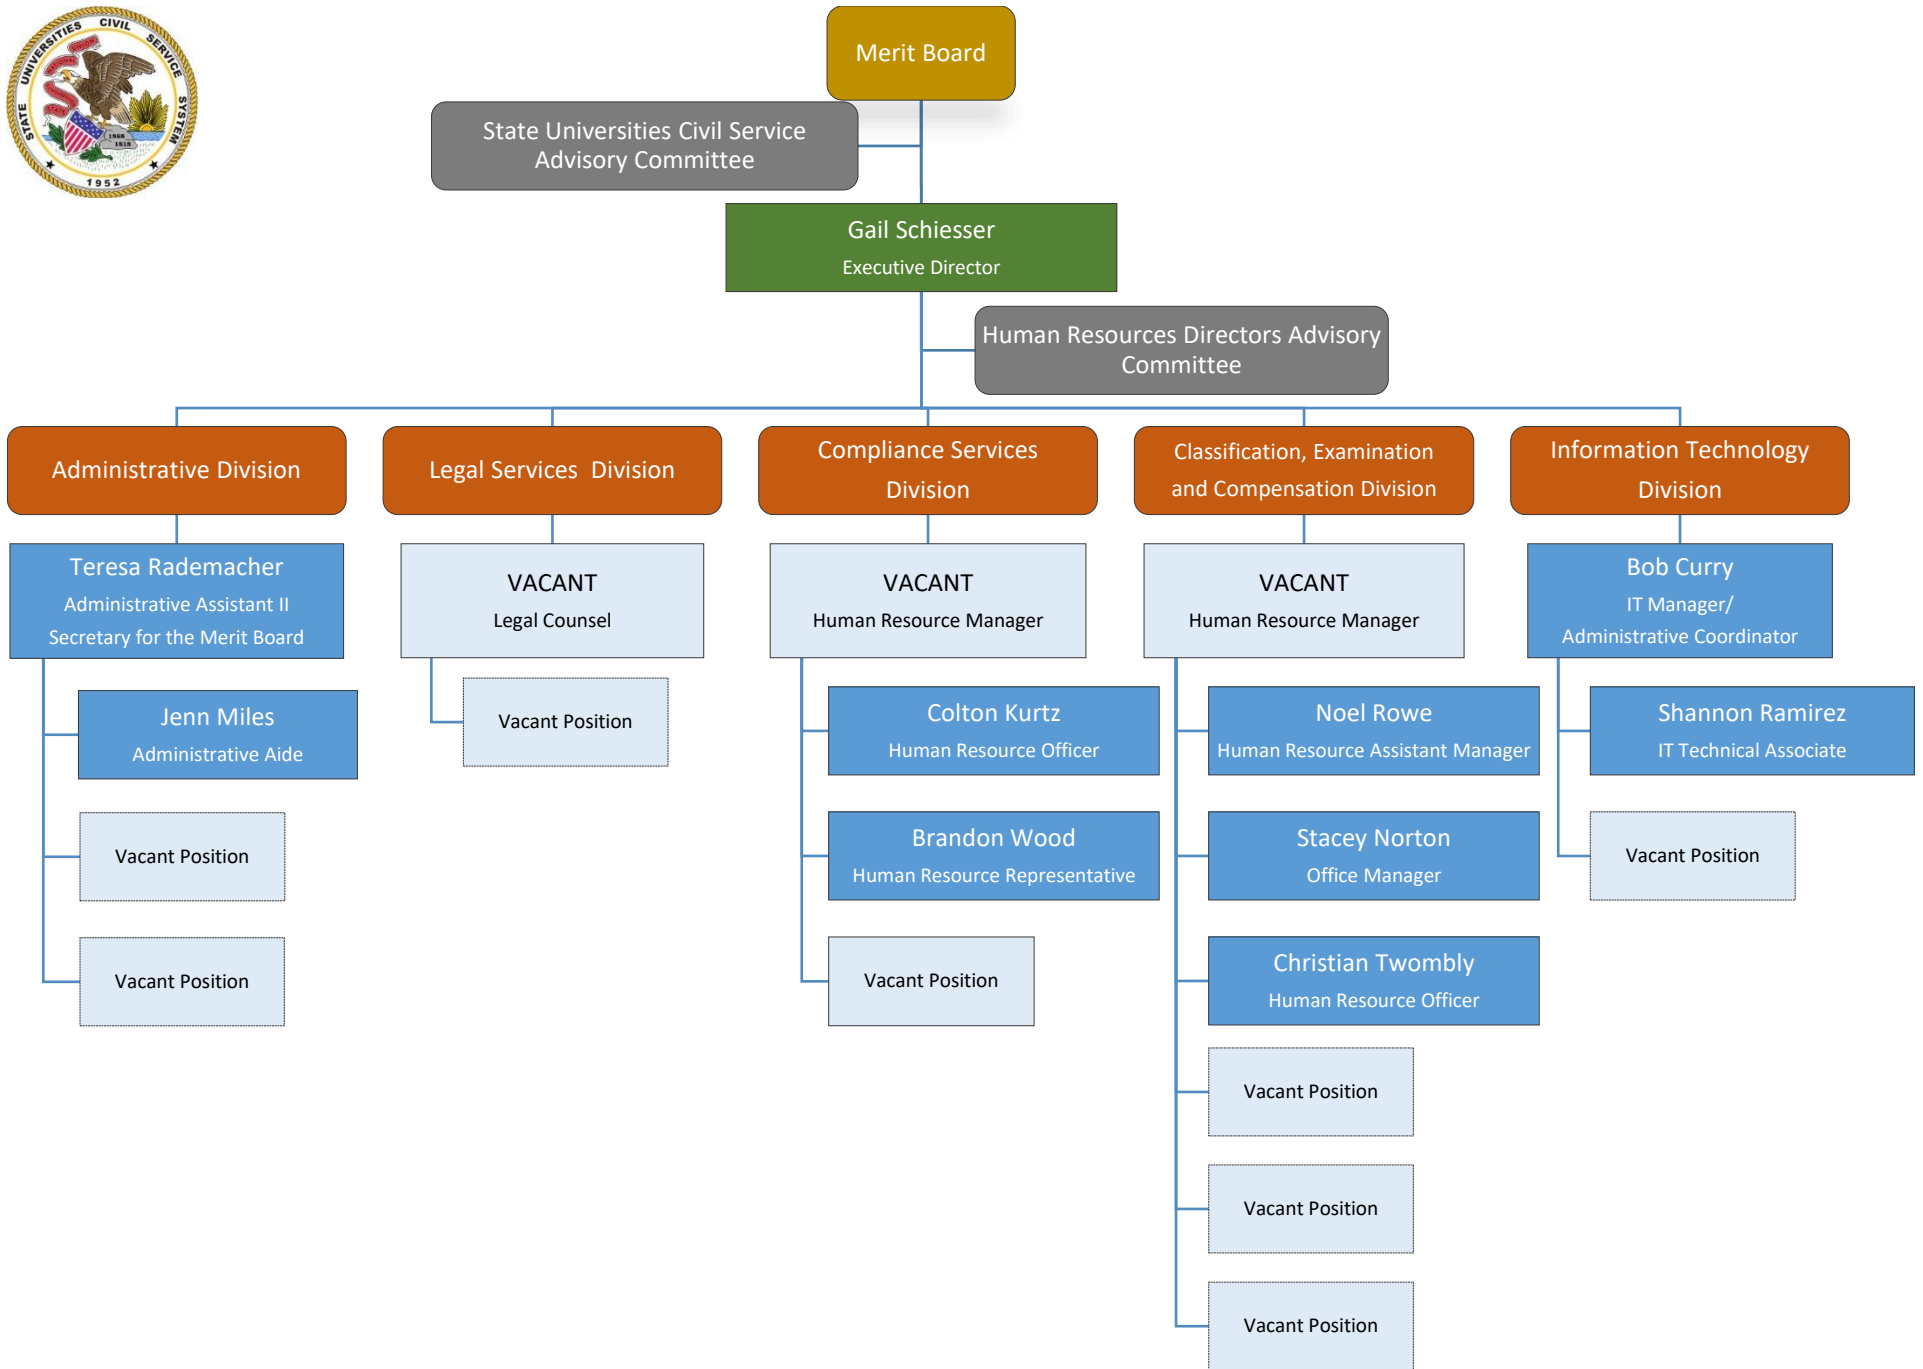 STATE UNIVERSITIES CIVIL SERVICE SYSTEM
1868
1818
1952
Merit Board
State Universities Civil Service
Advisory Committee
Gail Schiesser
Executive Director
Human Resources Directors Advisory
Committee
Administrative Division
Teresa Rademacher
Administrative Assistant II
Secretary for the Merit Board
Jenn Miles
Administrative Aide
Vacant Position
Vacant Position
Legal Services  Division
VACANT
Legal Counsel
Vacant Position
Compliance Services
Division
VACANT
Human Resource Manager
Colton Kurtz
Human Resource Officer
Brandon Wood
Human Resource Representative
Vacant Position
Classification, Examination
and Compensation Division
VACANT
Human Resource Manager
Noel Rowe
Human Resource Assistant Manager
Stacey Norton
Office Manager
Christian Twombly
Human Resource Officer
Vacant Position
Vacant Position
Vacant Position
Information Technology
Division
Bob Curry
IT Manager/
Administrative Coordinator
Shannon Ramirez
IT Technical Associate
Vacant Position